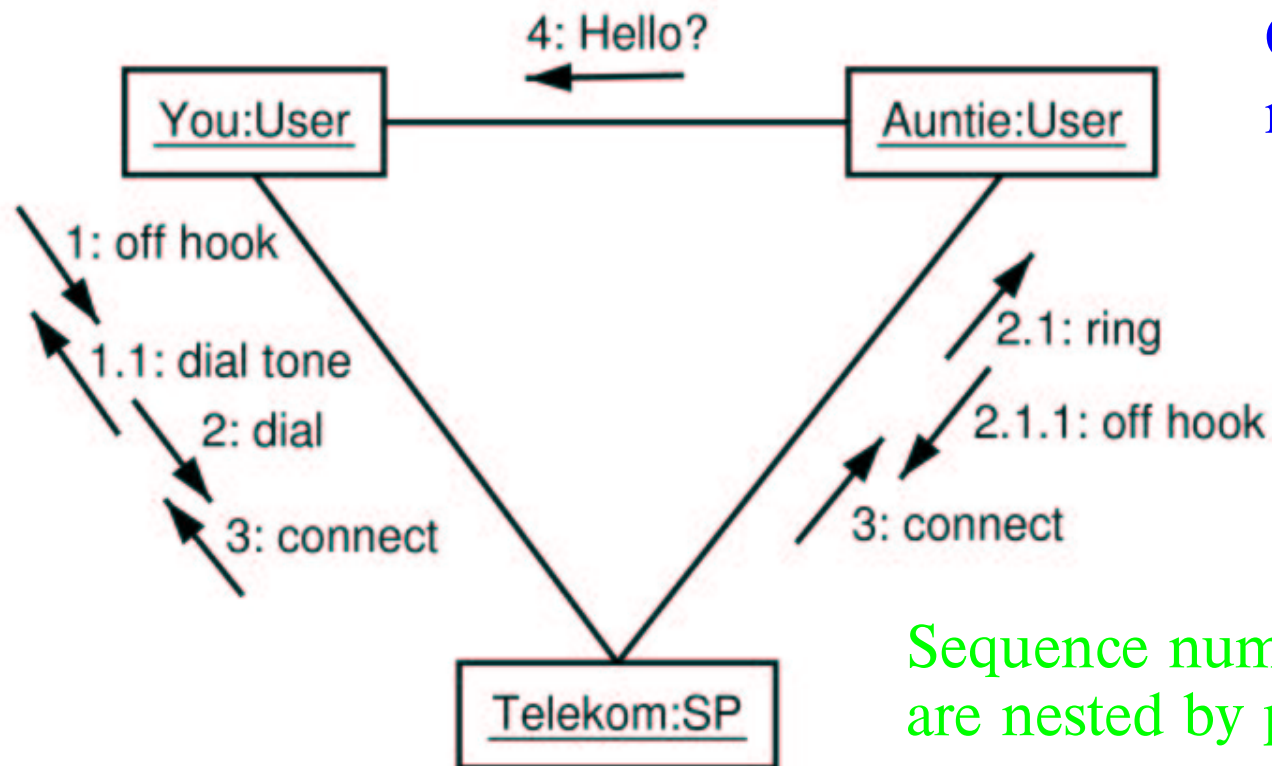 4: Hello?
You:User
Auntie:User
1: off hook
1.1: dial tone
2: dial
3: connect
2.1: ring
2.1.1: off hook
3: connect
Telekom:SP
Sequence
are nested by